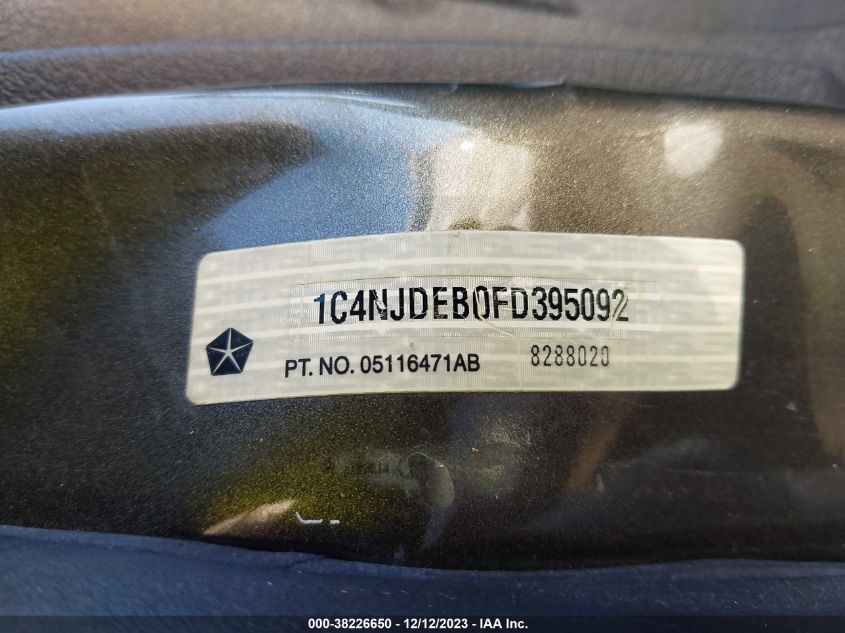 1C4NJDEB0FD395092
PT. NO. 05116471AB 8288020
000-38226650 - 12/12/2023 - IAA Inc.